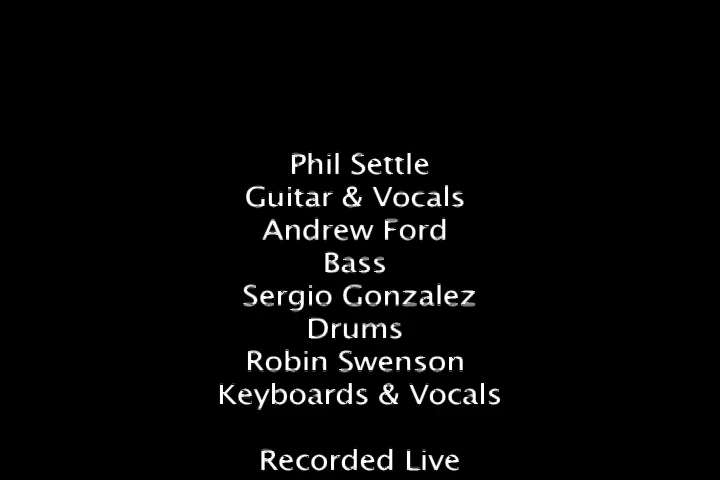 Phil Settle
Guitar & Vocals
Andrew Ford
Bass
Sergio Gonzalez
Drums
Robin Swenson
Keyboards & Vocals
Recorded Live